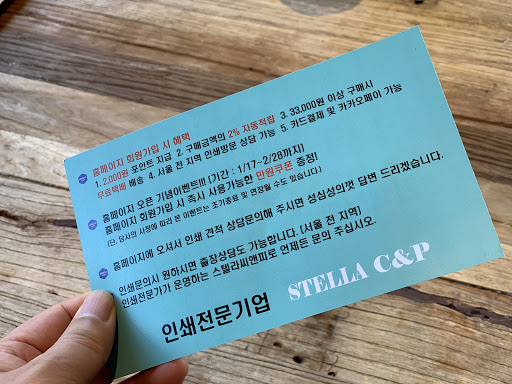 홈페이지 회원가입 시 혜택
1. 2,000원 포인트 지급 2. 구매금액의 2% 자동적립 3. 33,000원 이상 구매시
무료택배 배송 4. 서울 전 지역 인쇄방문 상담 가능 5. 카드결제 및 카카오페이 가능
홈페이지 오픈 기념이벤트!!! (기간 : 1/17~2/28까지)
홈페이지 회원가입 시 즉시 사용가능한 만원쿠폰 증정!
(단, 당사의 사정에 따라 본 이벤트는 조기종료 및 연장될 수도 있습니다)
홈페이지에 오셔서 인쇄 견적 상담문의해 주시면 성심성의껏 답변 드리겠습니다.
인쇄문의시 원하시면 출장상담도 가능합니다. (서울 전 지역)
인쇄전문가가 운영하는 스텔라씨앤피로 언제든 문의 주십시오.
인쇄전문기업 STELLA C&P